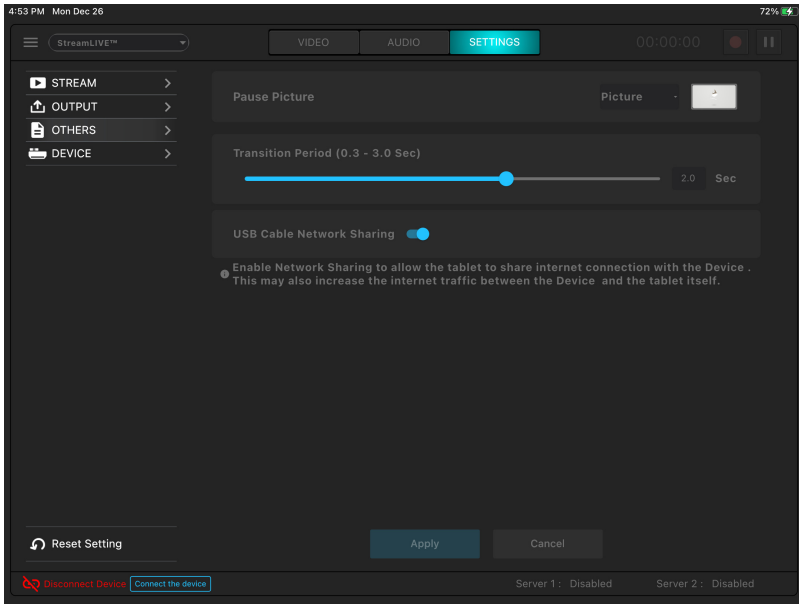 4:53 PM Mon Dec 26
72%
StreamLIVE™
VIDEO
AUDIO
SETTINGS
00:00:00
STREAM
OUTPUT
OTHERS
DEVICE
Pause Picture
Picture
Transition Period (0.3 - 3.0 Sec)
2.0 Sec
USB Cable Network Sharing
Enable Network Sharing to allow the tablet to share internet connection with the Device .
This may also increase the internet traffic between the Device and the tablet itself.
Reset Setting
Apply
Cancel
Disconnect Device
Connect the device
Server 1 : Disabled
Server 2 : Disabled